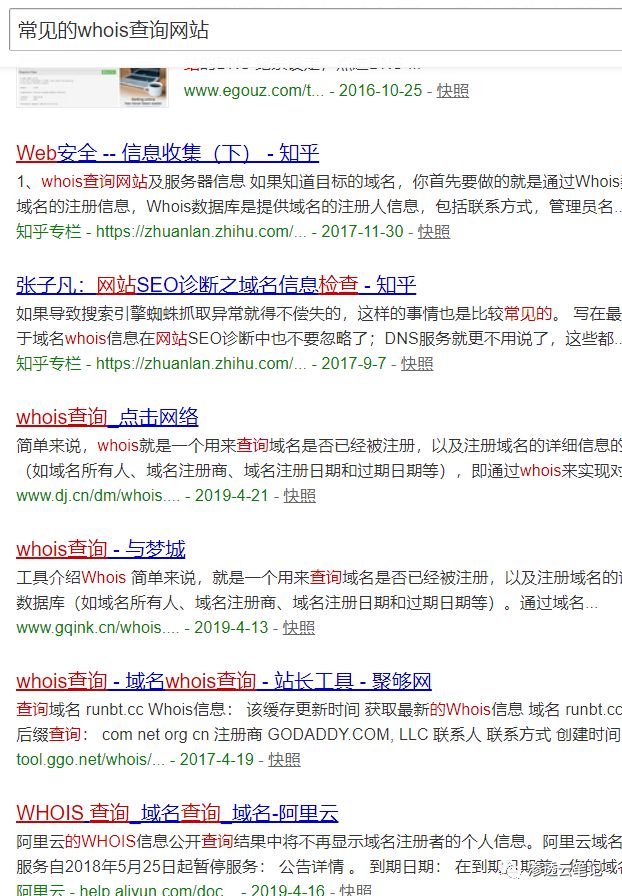 常见的whois查询网站
www.egouz.com/t... - 2016-10-25 - 快照
Web安全 -- 信息收集（下） - 知乎
1、whois查询网站及服务器信息 如果知道目标的域名，你首先要做的就是通过Whois
域名的注册信息，Whois数据库是提供域名的注册人信息，包括联系方式，管理员名...
知乎专栏 - https://zhuanlan.zhihu.com/... - 2017-11-30 - 快照
张子凡：网站SEO诊断之域名信息检查 - 知乎
如果导致搜索引擎蜘蛛抓取异常就得不偿失的，这样的事情也是比较常见的。 写在最
于域名whois信息在网站SEO诊断中也不要忽略了；DNS服务就更不用说了，这些都...
知乎专栏 - https://zhuanlan.zhihu.com/... - 2017-9-7 - 快照
whois查询_点击网络
简单来说，whois就是一个用来查询域名是否已经被注册，以及注册域名的详细信息的
（如域名所有人、域名注册商、域名注册日期和过期日期等），即通过whois来实现对
www.dj.cn/dm/whois.... - 2019-4-21 - 快照
whois查询 - 与梦城
工具介绍Whois 简单来说，就是一个用来查询域名是否已经被注册，以及注册域名的
数据库（如域名所有人、域名注册商、域名注册日期和过期日期等）。通过域名...
www.gqink.cn/whois.... - 2019-4-13 - 快照
whois查询 - 域名whois查询 - 站长工具 - 聚够网
查询域名 runbt.cc Whois信息： 该缓存更新时间 获取最新的Whois信息 域名 runbt.cc
后缀查询： com net org cn 注册商 GODADDY.COM, LLC 联系人 联系方式 创建时间
tool.ggo.net/whois/... - 2017-4-19 - 快照
WHOIS 查询_域名查询_域名-阿里云
阿里云的WHOIS信息公开查询结果中将不再显示域名注册者的个人信息。阿里云域名
服务自2018年5月25日起暂停服务： 公告详情 。 到期日期： 在到期日期
渗透云笔记
阿里云 - help.aliyun.com/doc... - 2019-4-16 - 快照